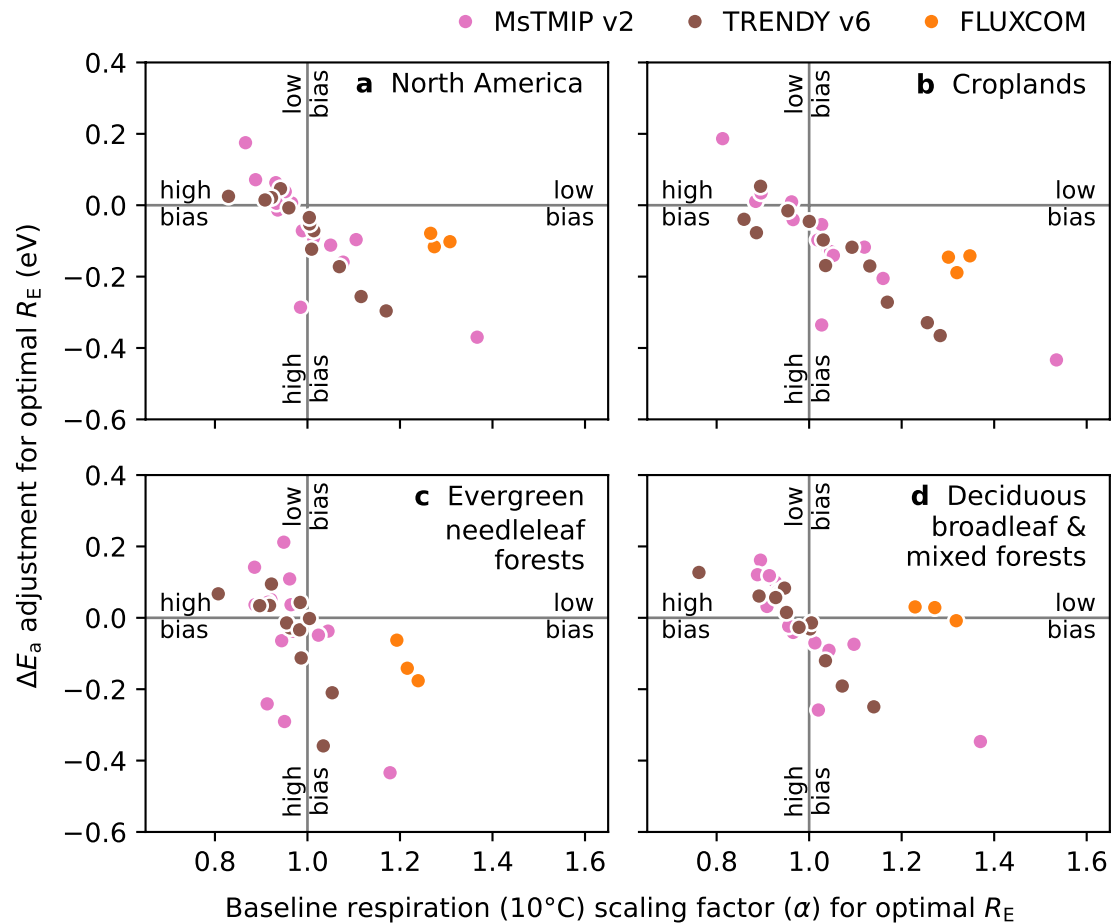 MsTMIP v2 TRENDY v6 FLUXCOM
a North America
low
bias
high
bias
low
bias
high
bias
0.4
0.2
0.0
−0.2
−0.4
−0.6
b Croplands
low
bias
high
bias
low
bias
high
bias
c Evergreen
needleleaf
forests
low
bias
high
bias
low
bias
high
bias
0.4
0.2
0.0
−0.2
−0.4
−0.6
0.8 1.0 1.2 1.4 1.6
d Deciduous
broadleaf &
mixed forests
low
bias
high
bias
low
bias
high
bias
0.8 1.0 1.2 1.4 1.6
ΔEa adjustment for optimal RE (eV)
Baseline respiration (10°C) scaling factor (α) for optimal RE